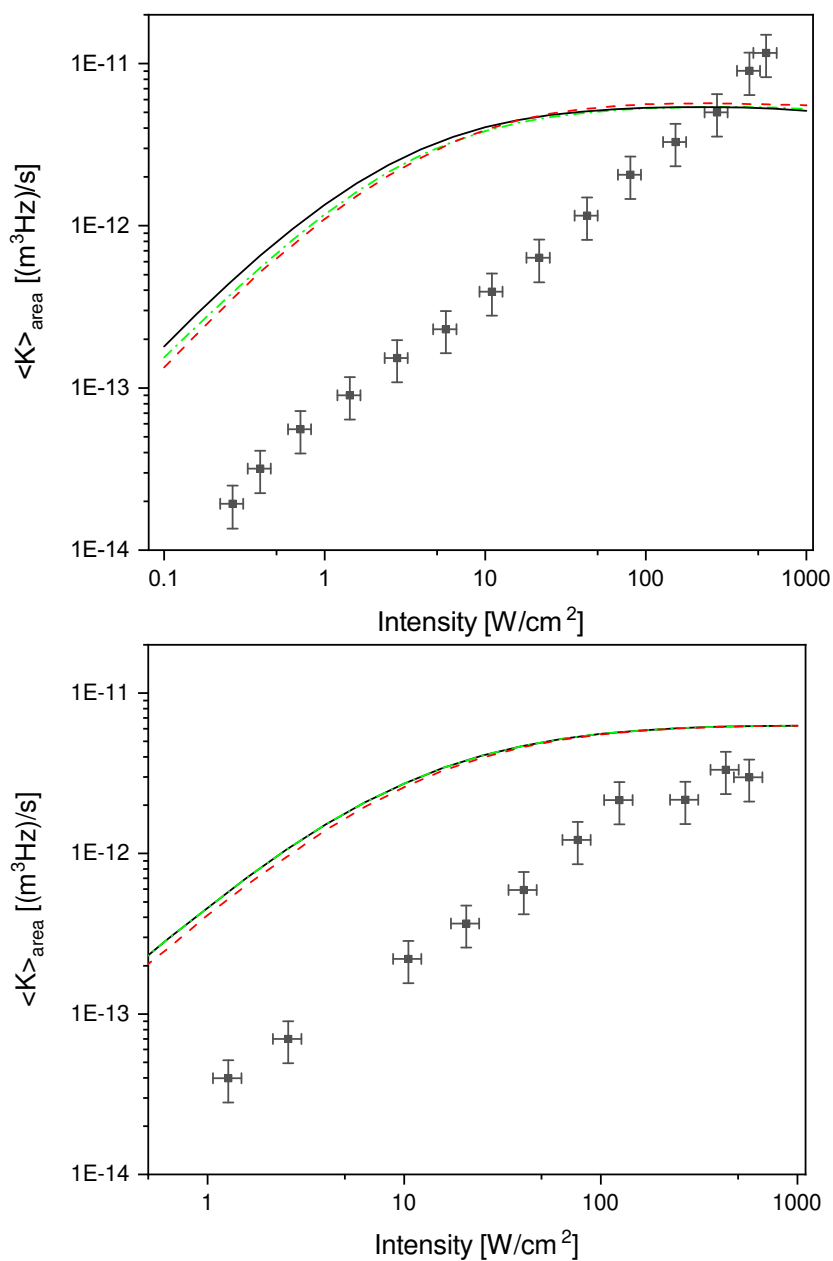 1E-11
1E-12
1E-13
1E-14
<K>area [(m³Hz)/s]
0.1 1 10 100 1000
Intensity [W/cm²]
1E-11
1E-12
1E-13
1E-14
<K>area [(m³Hz)/s]
1 10 100 1000
Intensity [W/cm²]